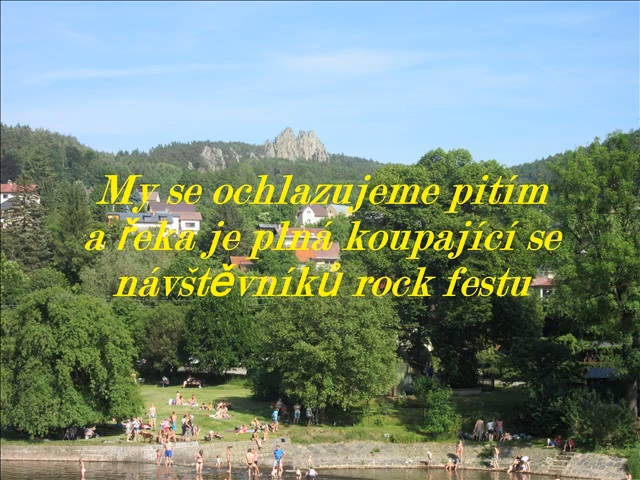 My se ochlazujeme pitím
a řeka je plná koupající se
návštěvníků rock festu